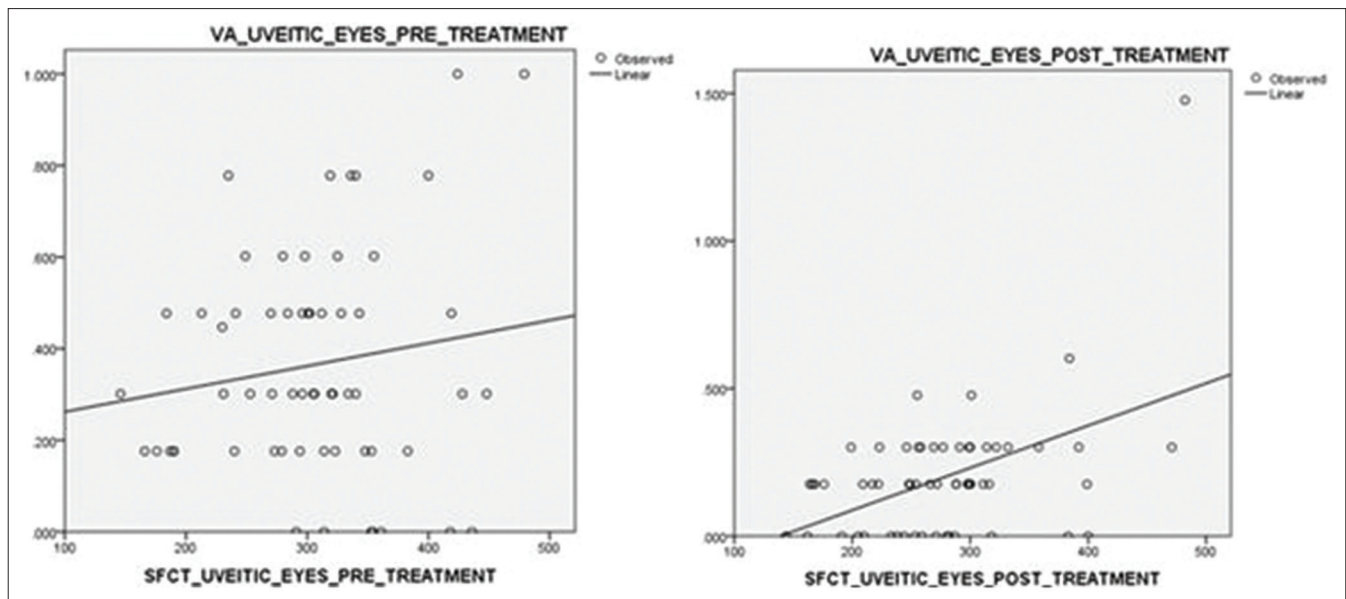 VA_UVEITIC_EYES_PRE_TREATMENT
Observed
Linear
1.000
.800
.600
.400
.200
.000
100 200 300 400 500
SFCT_UVEITIC_EYES_PRE_TREATMENT
VA_UVEITIC_EYES_POST_TREATMENT
Observed
Linear
1.500
1.000
.500
.000
100 200 300 400 500
SFCT_UVEITIC_EYES_POST_TREATMENT